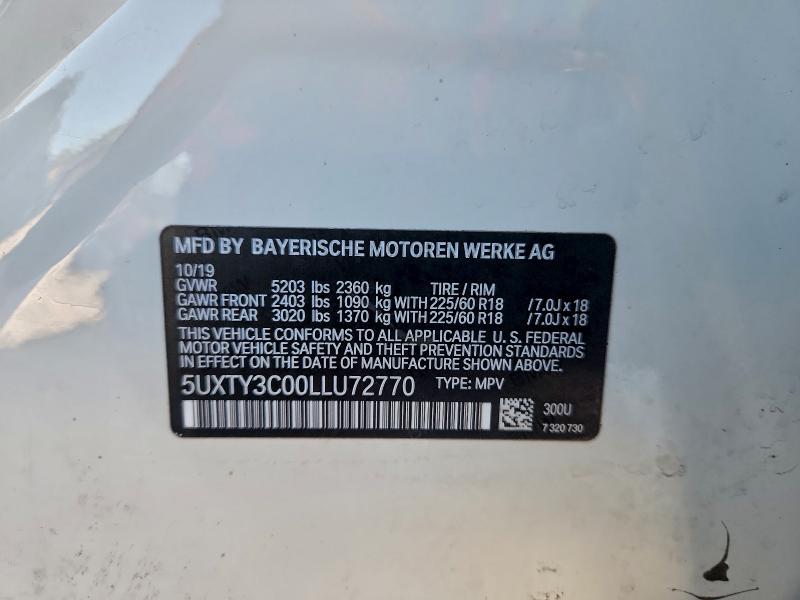 MFD BY BAYERISCHE MOTOREN WERKE AG
10/19
GVWR 5203 lbs 2360 kg TIRE / RIM
GAWR FRONT 2403 lbs 1090 kg WITH 225/60 R18 /7.0J x 18
GAWR REAR 3020 lbs 1370 kg WITH 225/60 R18 /7.0J x 18
THIS VEHICLE CONFORMS TO ALL APPLICABLE U. S. FEDERAL
MOTOR VEHICLE SAFETY AND THEFT PREVENTION STANDARDS
IN EFFECT ON THE DATE OF MANUFACTURE SHOWN ABOVE.
5UXTY3C00LLU72770 TYPE: MPV
300U
7 320 730